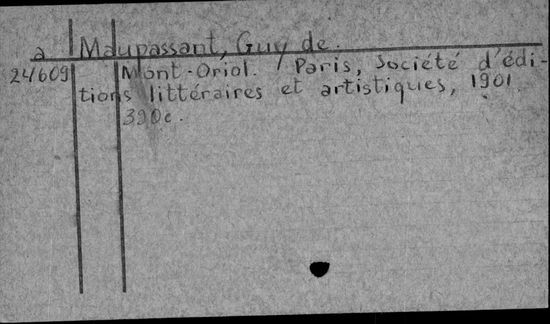 a Maupassant, Guy de.
24609 Mont-Oriol. Paris, Société d'édi-
tions littéraires et artistiques, 1901.
390c.